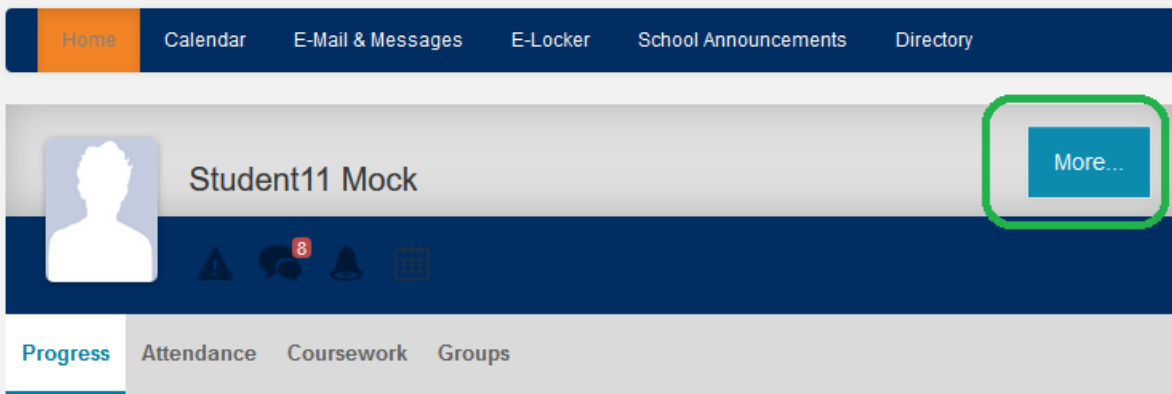 Home Calendar E-Mail & Messages E-Locker School Announcements Directory
Student11 Mock
More...
8
Progress Attendance Coursework Groups